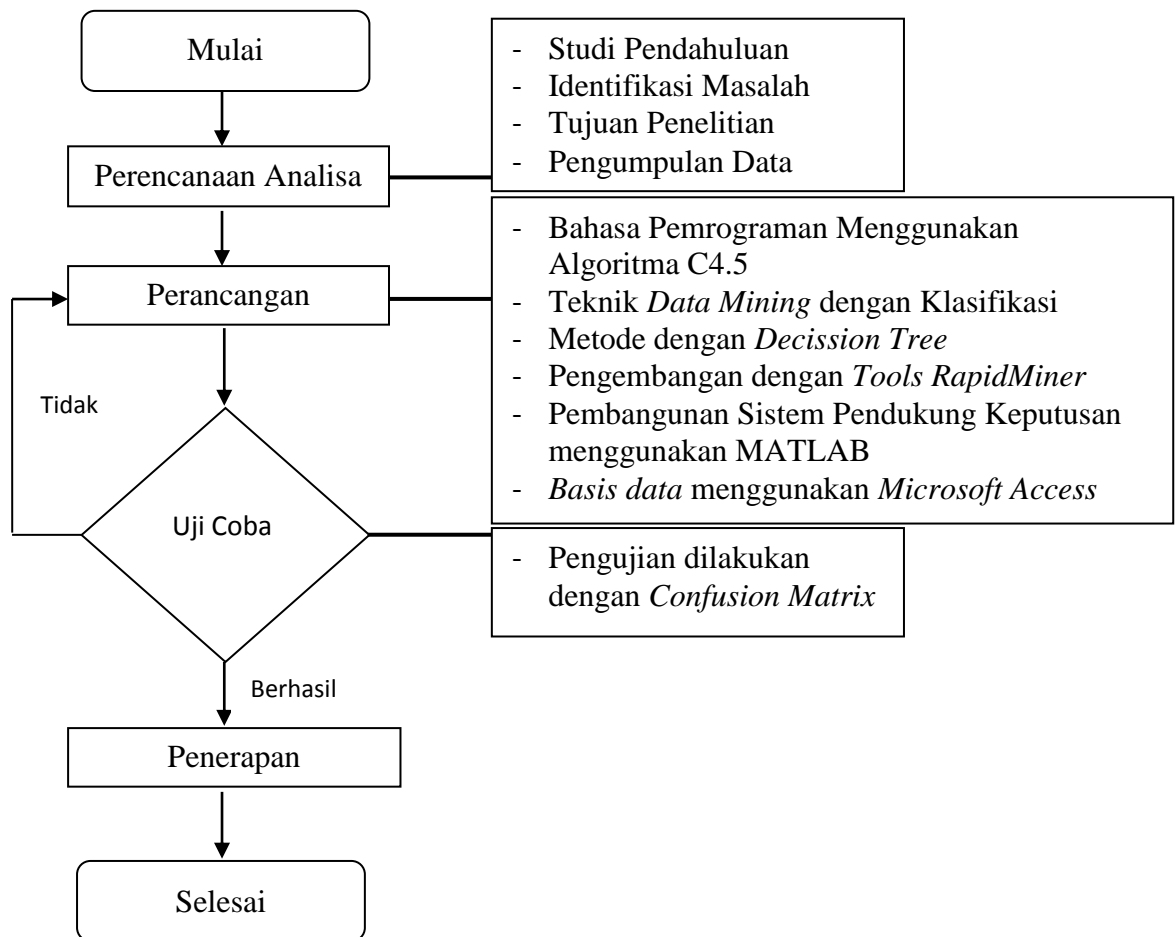 Mulai
- Studi Pendahuluan
- Identifikasi Masalah
- Tujuan Penelitian
- Pengumpulan Data
Perencanaan Analisa
- Bahasa Pemrograman Menggunakan
Algoritma C4.5
- Teknik Data Mining dengan Klasifikasi
- Metode dengan Decission Tree
- Pengembangan dengan Tools RapidMiner
- Pembangunan Sistem Pendukung Keputusan
menggunakan MATLAB
- Basis data menggunakan Microsoft Access
Perancangan
Tidak
Uji Coba
- Pengujian dilakukan
dengan Confusion Matrix
Berhasil
Penerapan
Selesai